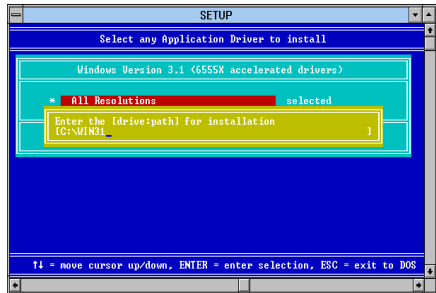 SETUP
Select any Application Driver to install
Windows Version 3.1 (6555X accelerated drivers)
* All Resolutions selected
Enter the [drive:path] for installation
[C:\WIN31_ ]
↑↓ = move cursor up/down, ENTER = enter selection, ESC = exit to DOS